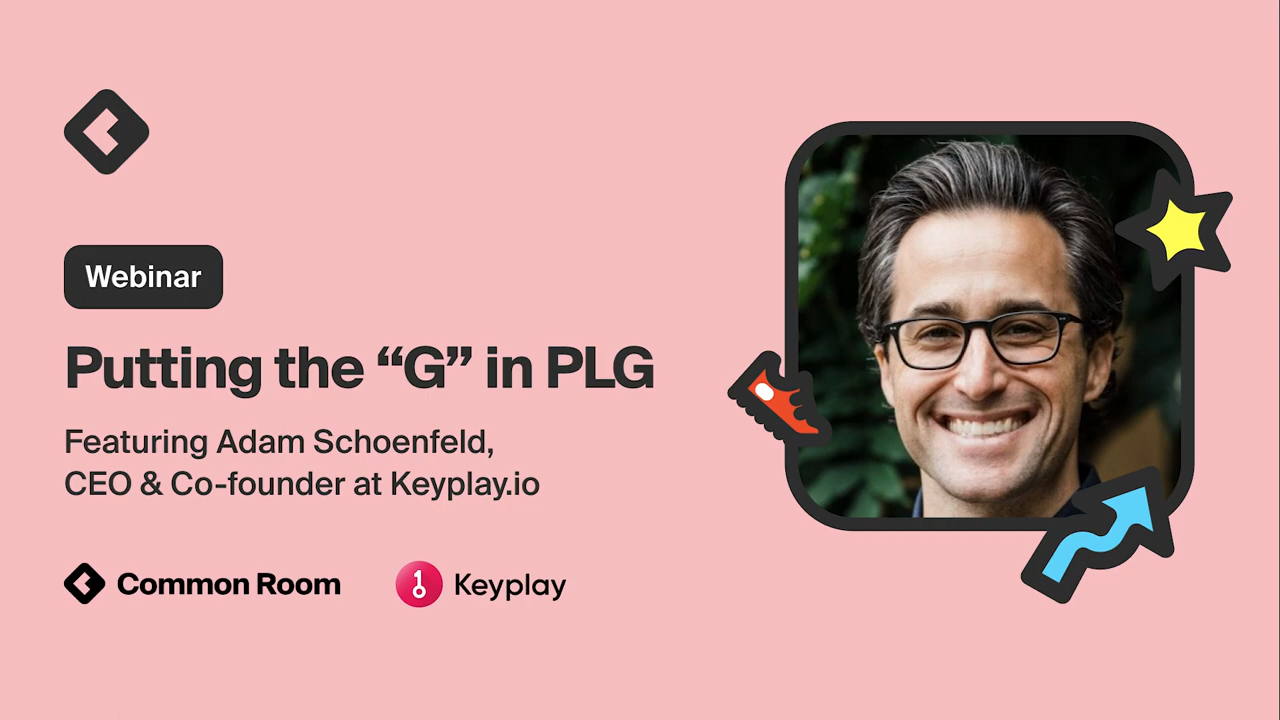 Webinar
Putting the “G” in PLG
Featuring Adam Schoenfeld,
CEO & Co-founder at Keyplay.io
Common Room
Keyplay